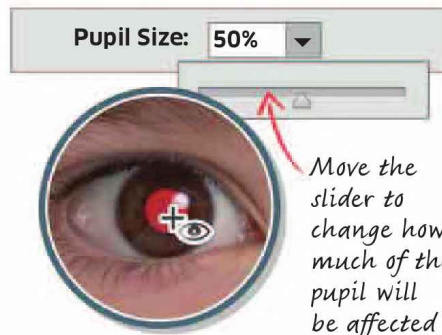 Pupil Size: 50%
Move the
slider to
change how
much of the
pupil will
be affected